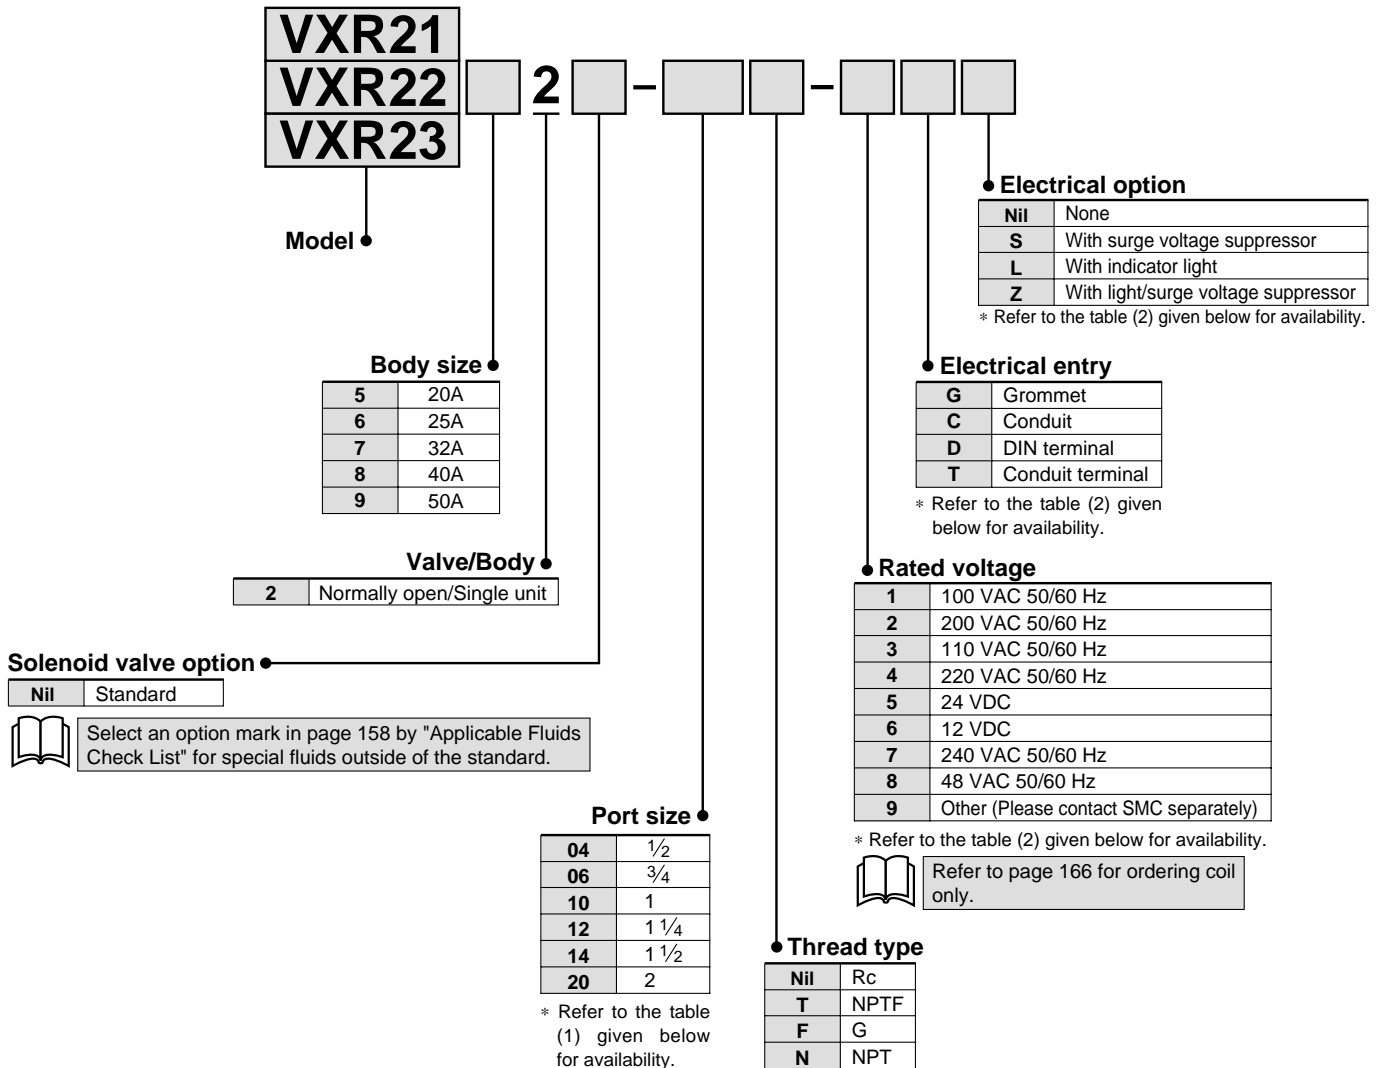 VXR21
VXR22 2 – –
VXR23
Model
Electrical option
Nil None
S With surge voltage suppressor
L With indicator light
Z With light/surge voltage suppressor
* Refer to the table (2) given below for availability.
Body size
5 20A
6 25A
7 32A
8 40A
9 50A
Electrical entry
G Grommet
C Conduit
D DIN terminal
T Conduit terminal
* Refer to the table (2) given
below for availability.
Valve/Body
2 Normally open/Single unit
Rated voltage
1 100 VAC 50/60 Hz
2 200 VAC 50/60 Hz
3 110 VAC 50/60 Hz
4 220 VAC 50/60 Hz
5 24 VDC
6 12 VDC
7 240 VAC 50/60 Hz
8 48 VAC 50/60 Hz
9 Other (Please contact SMC separately)
* Refer to the table (2) given below for availability.
Refer to page 166 for ordering coil
only.
Solenoid valve option
Nil Standard
Select an option mark in page 158 by "Applicable Fluids
Check List" for special fluids outside of the standard.
Port size
04 1/2
06 3/4
10 1
12 1 1/4
14 1 1/2
20 2
* Refer to the table
(1) given below
for availability.
Thread type
Nil Rc
T NPTF
F G
N NPT